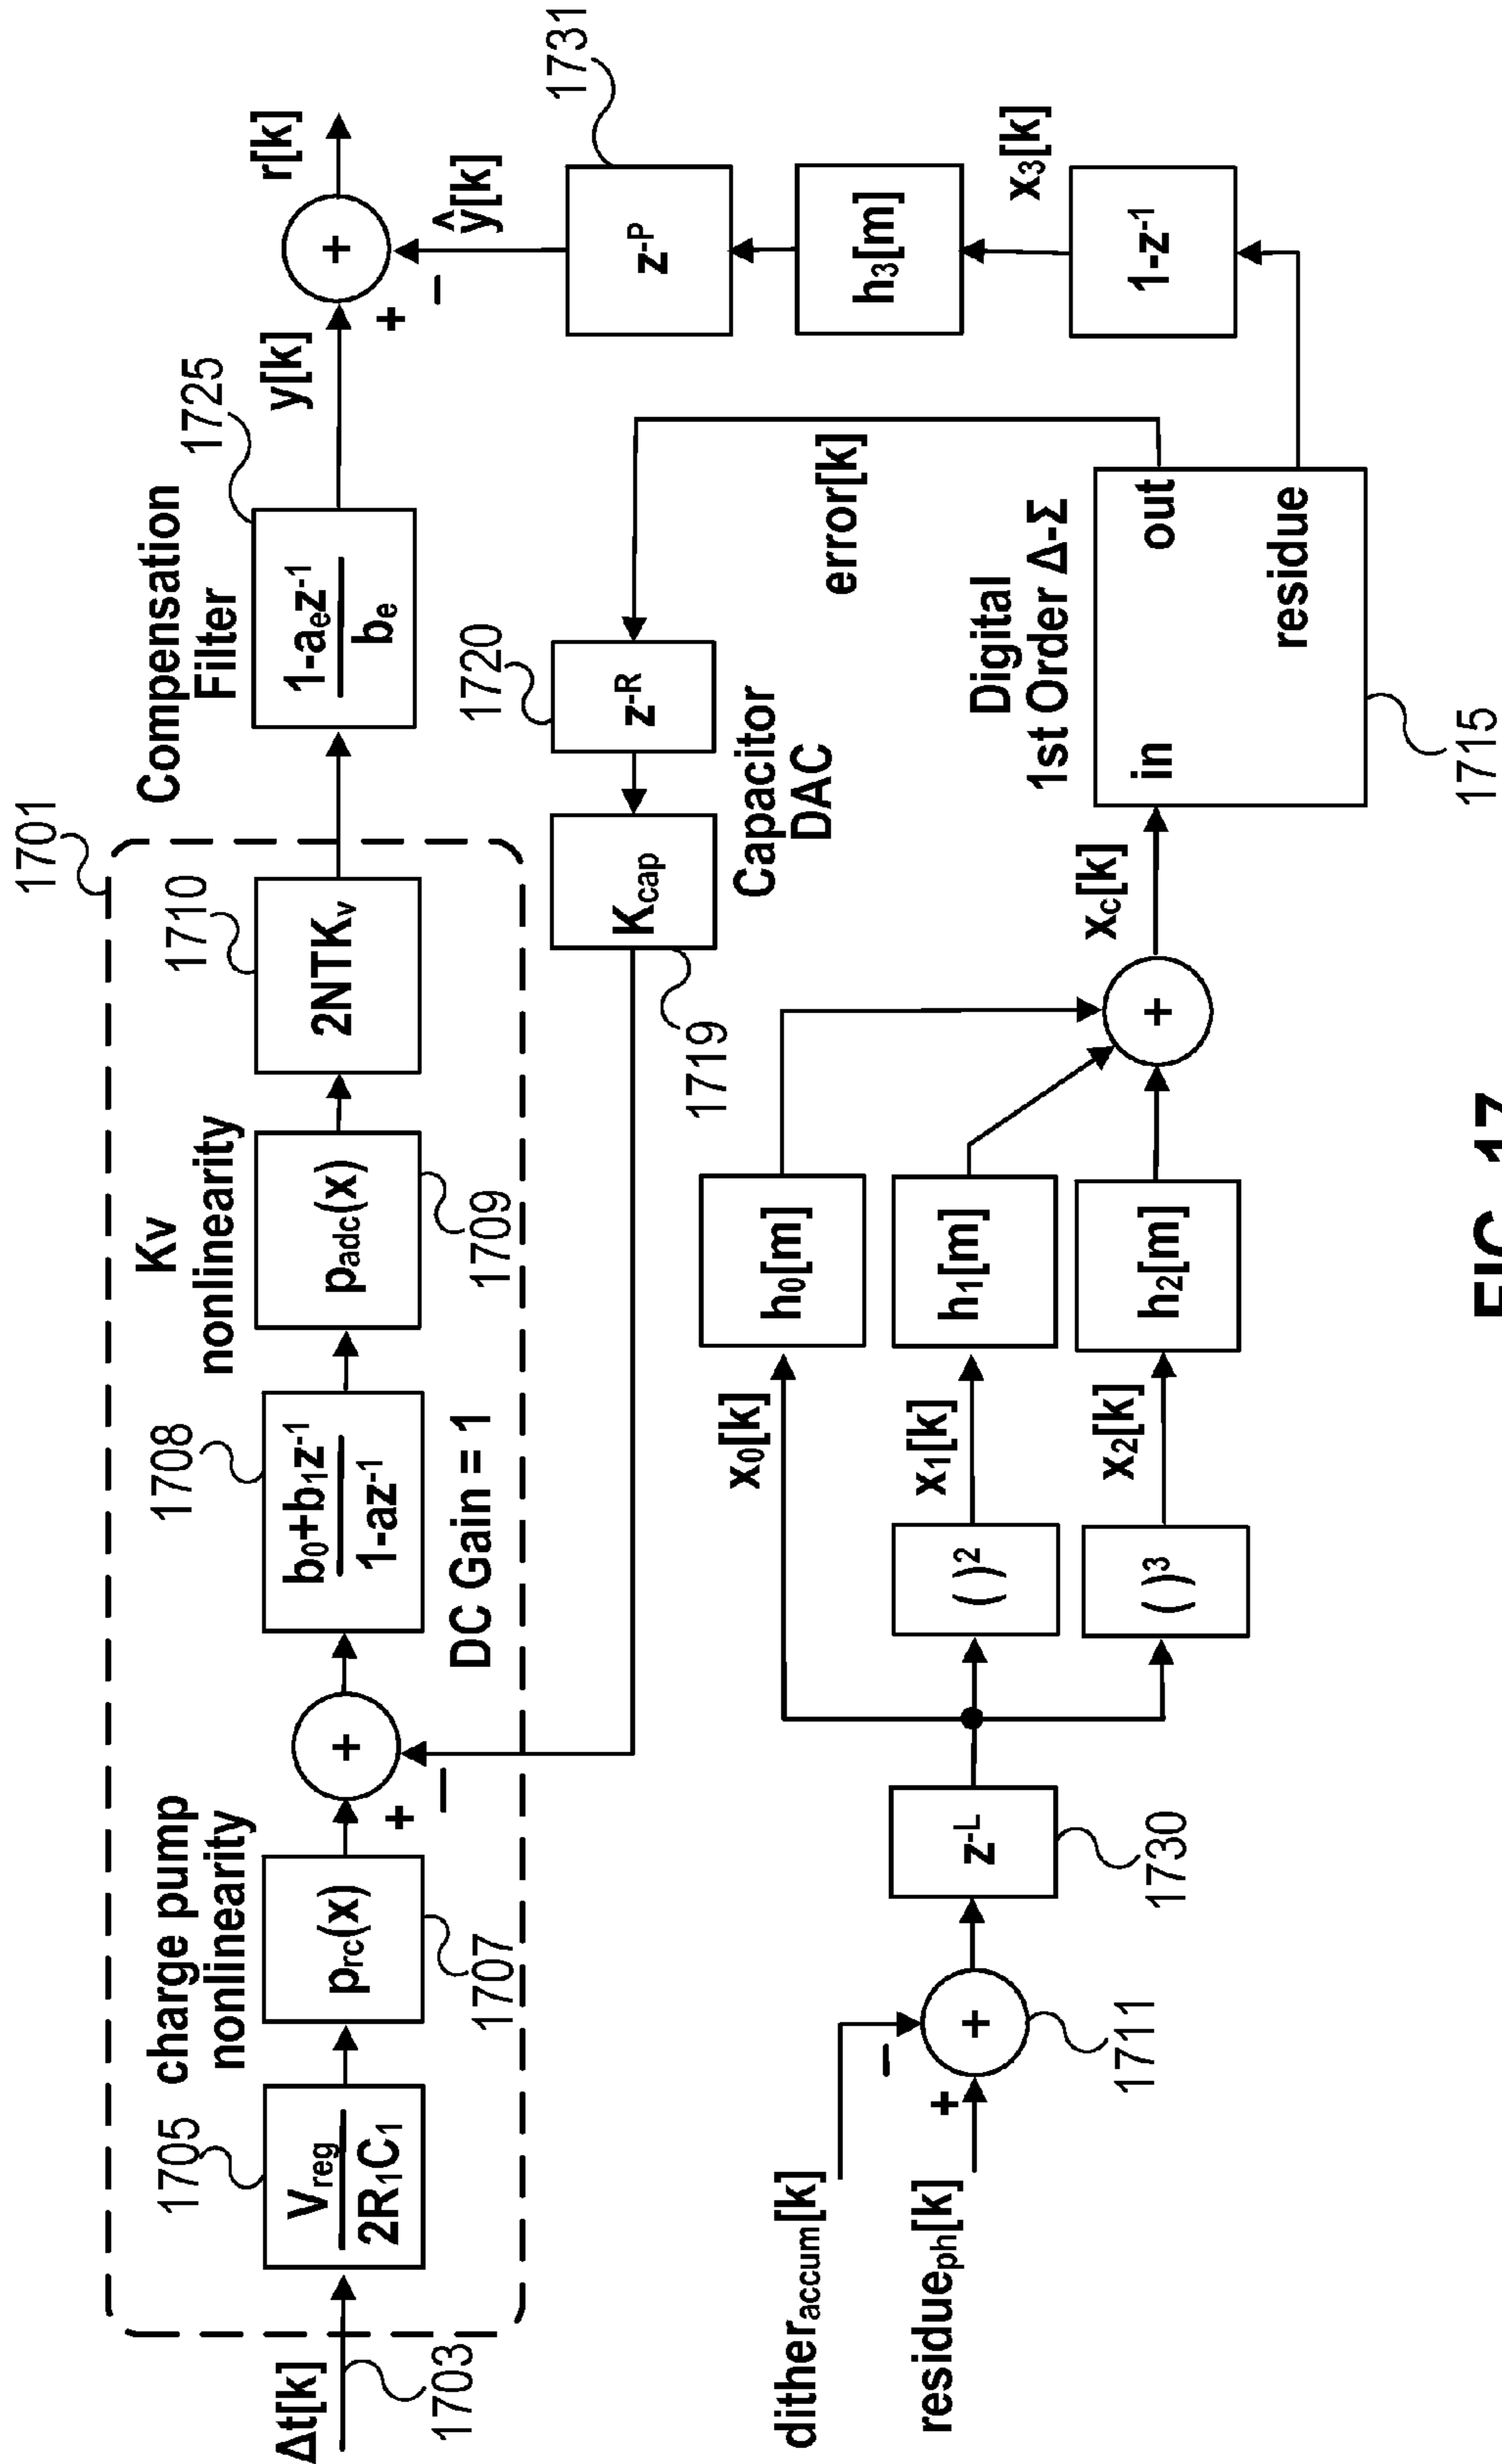 1701
Δt[k]
1703
1705
V_reg
2R₁C₁
charge pump
nonlinearity
p_rc(x)
1707
+
+
−
1708
b₀+b₁z⁻¹
1-az⁻¹
DC Gain = 1
Kv
nonlinearity
p_adc(x)
1709
1710
2NTK_v
Compensation
Filter
1725
1-a_ez⁻¹
b_e
y[k]
+
+
−
r[k]
ŷ[k]
1731
z^-P
h₃[m]
x₃[k]
1-z⁻¹
1720
z^-R
K_cap
1719
Capacitor
DAC
error[k]
dither_accum[k]
residue_ph[k]
−
+
+
1711
z^-L
1730
x₀[k]
h₀[m]
( )²
x₁[k]
h₁[m]
( )³
x₂[k]
h₂[m]
+
x_c[k]
Digital
1st Order Δ-Σ
in
out
residue
1715
FIG. 17